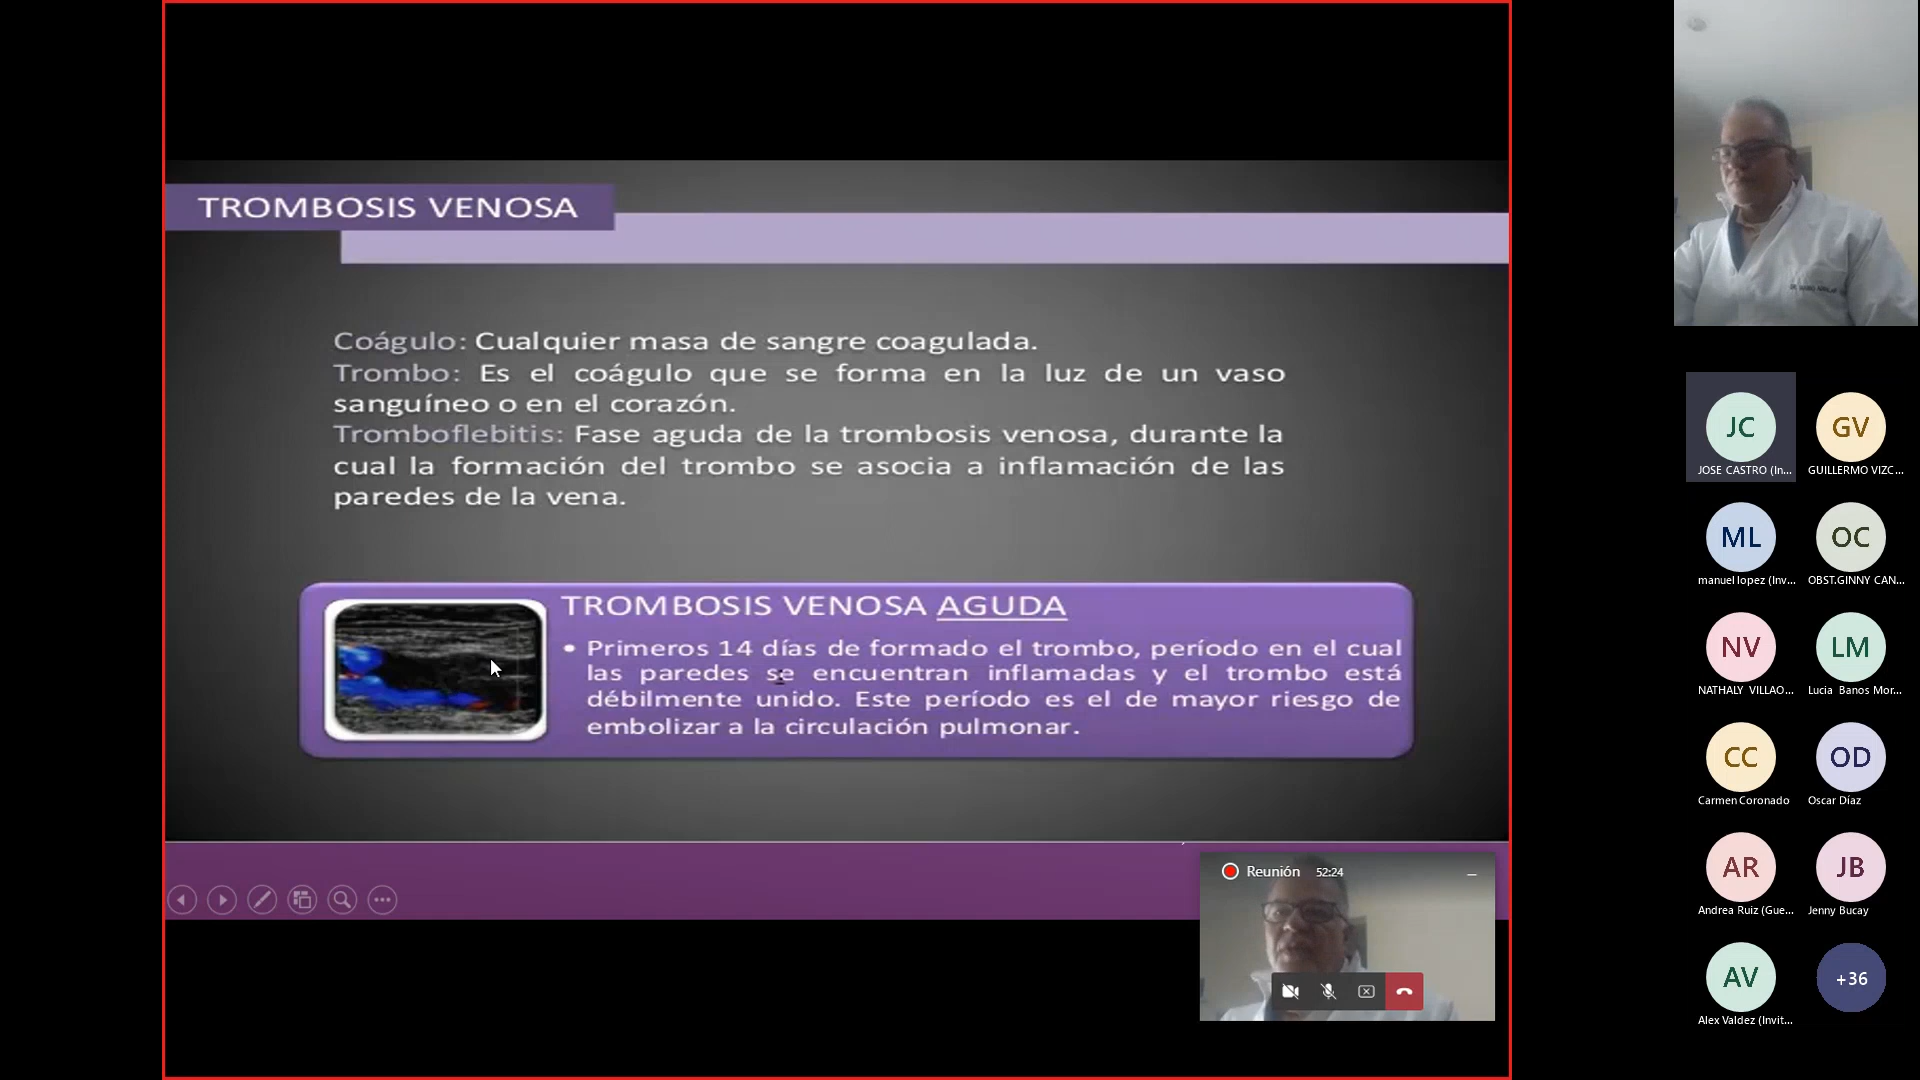 TROMBOSIS VENOSA
Coágulo: Cualquier masa de sangre coagulada.
Trombo: Es el coágulo que se forma en la luz de un vaso
sanguíneo o en el corazón.
Tromboflebitis: Fase aguda de la trombosis venosa, durante la
cual la formación del trombo se asocia a inflamación de las
paredes de la vena.
TROMBOSIS VENOSA AGUDA
• Primeros 14 días de formado el trombo, período en el cual
las paredes se encuentran inflamadas y el trombo está
débilmente unido. Este período es el de mayor riesgo de
embolizar a la circulación pulmonar.
Reunión 52:24
JC
JOSE CASTRO (In...
GV
GUILLERMO VIZC...
ML
manuel lopez (Inv...
OC
OBST.GINNY CAN...
NV
NATHALY VILLAO...
LM
Lucia Banos Mor...
CC
Carmen Coronado
OD
Oscar Díaz
AR
Andrea Ruiz (Gue...
JB
Jenny Bucay
AV
Alex Valdez (Invit...
+36